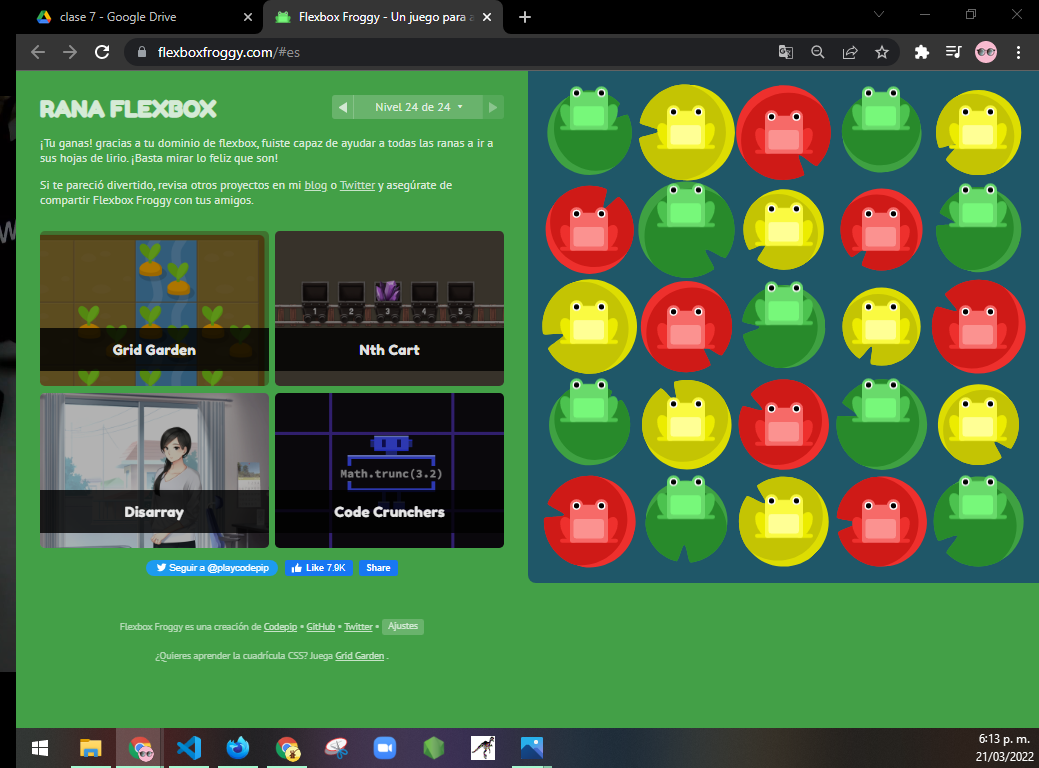 clase 7 - Google Drive
Flexbox Froggy - Un juego para a
flexboxfroggy.com/#es
RANA FLEXBOX
Nivel 24 de 24
¡Tu ganas! gracias a tu dominio de flexbox, fuiste capaz de ayudar a todas las ranas a ir a
sus hojas de lirio. ¡Basta mirar lo feliz que son!
Si te pareció divertido, revisa otros proyectos en mi blog o Twitter y asegúrate de
compartir Flexbox Froggy con tus amigos.
1 2 3 4 5
Grid Garden
Nth Cart
Math.trunc(3.2)
Disarray
Code Crunchers
Seguir a @playcodepip
Like 7.9K
Share
Flexbox Froggy es una creación de Codepip • GitHub • Twitter • Ajustes
¿Quieres aprender la cuadrícula CSS? Juega Grid Garden .
W
6:13 p. m.
21/03/2022